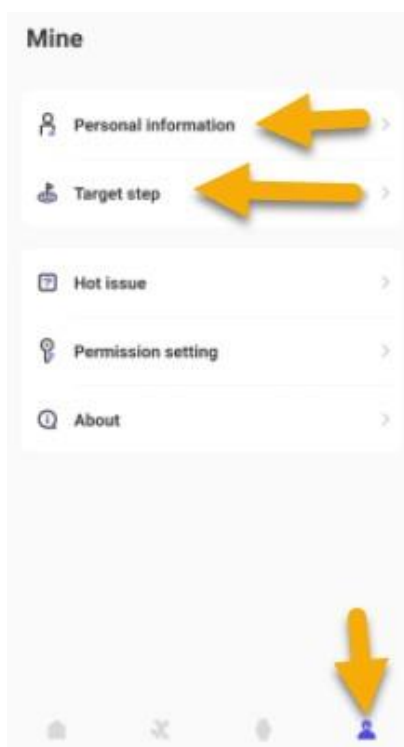 Mine
Personal information
Target step
Hot issue
Permission setting
About